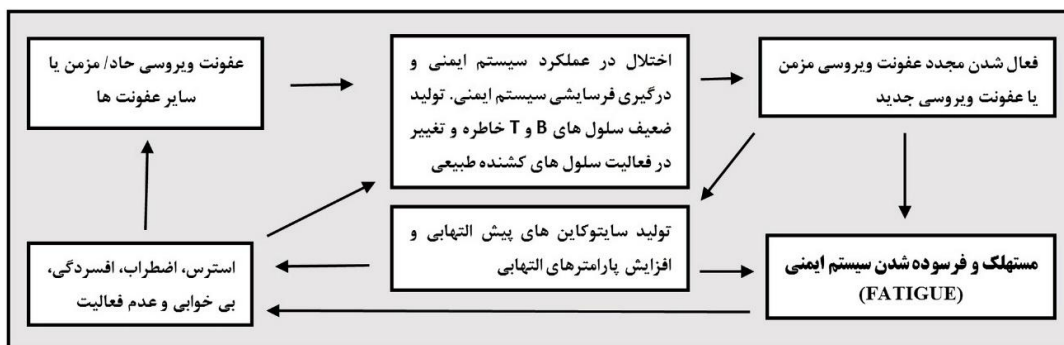 عفونت ویروسی حاد/ مزمن یا
سایر عفونت ها
اختلال در عملکرد سیستم ایمنی و
درگیری فرسایشی سیستم ایمنی. تولید
ضعیف سلول های B و T خاطره و تغییر
در فعالیت سلول های کشنده طبیعی
فعال شدن مجدد عفونت ویروسی مزمن
یا عفونت ویروسی جدید
تولید سایتوکاین های پیش التهابی و
افزایش پارامترهای التهابی
استرس، اضطراب، افسردگی،
بی خوابی و عدم فعالیت
مستهلک و فرسوده شدن سیستم ایمنی
(FATIGUE)